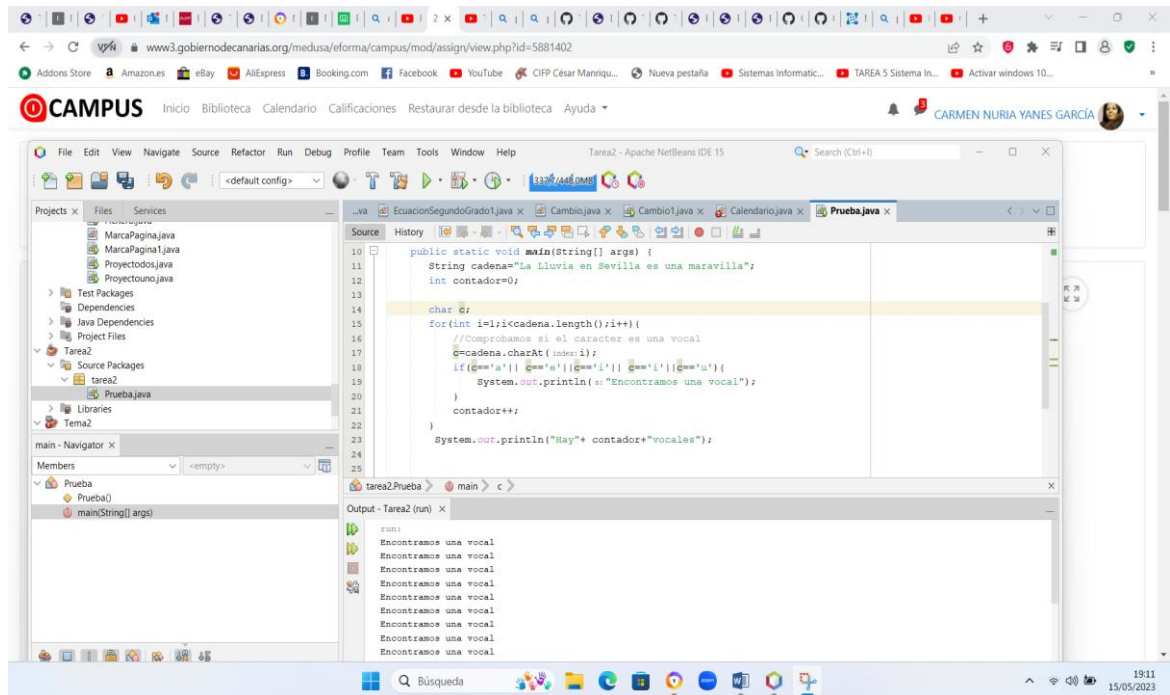 2
www3.gobiernodecanarias.org/medusa/eforma/campus/mod/assign/view.php?id=5881402
Addons Store Amazon.es eBay AliExpress Booking.com Facebook YouTube CIFP César Manriqu... Nueva pestaña Sistemas Informatic... TAREA 5 Sistema In... Activar windows 10... »
CAMPUS Inicio Biblioteca Calendario Calificaciones Restaurar desde la biblioteca Ayuda 3 CARMEN NURIA YANES GARCÍA
File Edit View Navigate Source Refactor Run Debug Profile Team Tools Window Help Tarea2 - Apache NetBeans IDE 15 Search (Ctrl+I)
<default config> 337,7/448,0MB
Projects Files Services
MarcaPagina.java
MarcaPagina1.java
Proyectodos.java
Proyectouno.java
Test Packages
Dependencies
Java Dependencies
Project Files
Tarea2
Source Packages
tarea2
Prueba.java
Libraries
Tema2
main - Navigator
Members <empty>
Prueba
Prueba()
main(String[] args)
...va EcuacionSegundoGrado1.java Cambio.java Cambio1.java Calendario.java Prueba.java
Source History
10 public static void main(String[] args) {
11 String cadena="La Lluvia en Sevilla es una maravilla";
12 int contador=0;
13
14 char c;
15 for(int i=1;i<cadena.length();i++){
16 //Comprobamos si el caracter es una vocal
17 c=cadena.charAt( index: i);
18 if(c=='a'|| c=='e'||c=='i'|| c=='i'||c=='u'){
19 System.out.println( s: "Encontramos una vocal");
20 }
21 contador++;
22 }
23 System.out.println("Hay"+ contador+"vocales");
24
25
tarea2.Prueba main c
Output - Tarea2 (run)
run:
Encontramos una vocal
Encontramos una vocal
Encontramos una vocal
Encontramos una vocal
Encontramos una vocal
Encontramos una vocal
Encontramos una vocal
Encontramos una vocal
Encontramos una vocal
Búsqueda
19:11
15/05/2023